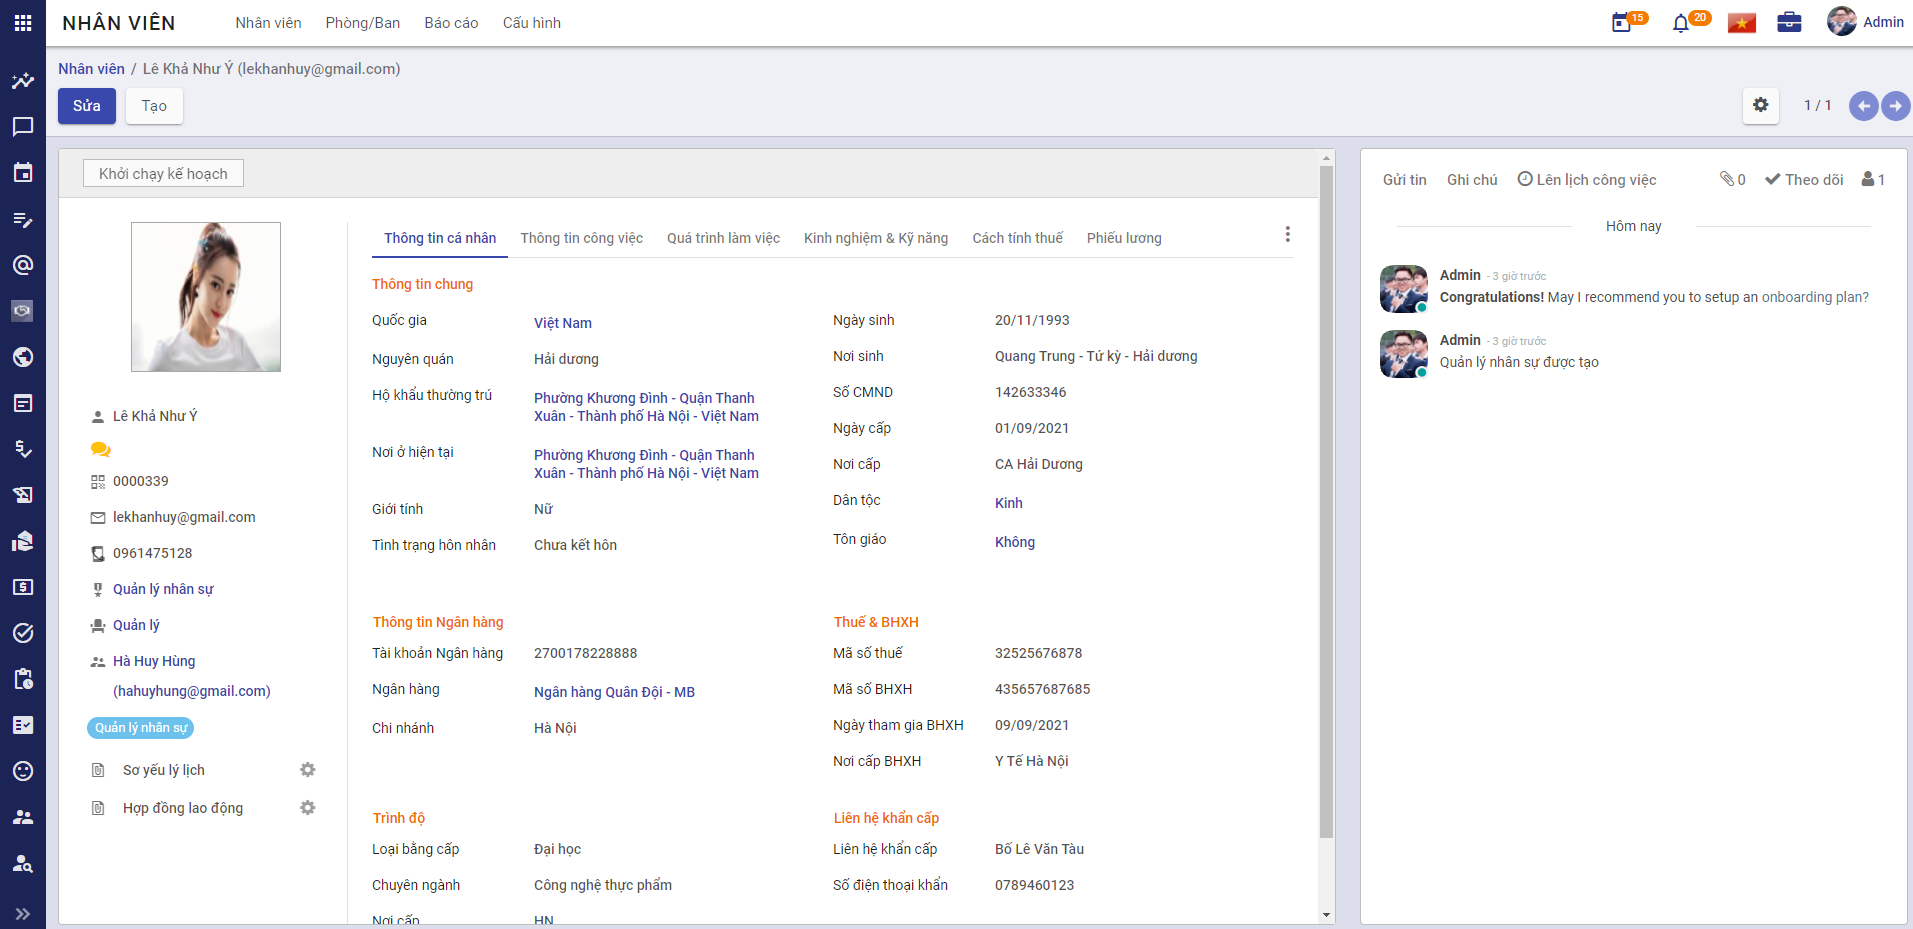 NHÂN VIÊN
Nhân viên
Phòng/Ban
Báo cáo
Cấu hình
15
20
Admin
Nhân viên / Lê Khả Như Ý (lekhanhuy@gmail.com)
Sửa
Tạo
1 / 1
Khởi chạy kế hoạch
Lê Khả Như Ý
0000339
lekhanhuy@gmail.com
0961475128
Quản lý nhân sự
Quản lý
Hà Huy Hùng
(hahuyhung@gmail.com)
Quản lý nhân sự
Sơ yếu lý lịch
Hợp đồng lao động
Thông tin cá nhân
Thông tin công việc
Quá trình làm việc
Kinh nghiệm & Kỹ năng
Cách tính thuế
Phiếu lương
Thông tin chung
Quốc gia
Việt Nam
Nguyên quán
Hải dương
Hộ khẩu thường trú
Phường Khương Đình - Quận Thanh
Xuân - Thành phố Hà Nội - Việt Nam
Nơi ở hiện tại
Phường Khương Đình - Quận Thanh
Xuân - Thành phố Hà Nội - Việt Nam
Giới tính
Nữ
Tình trạng hôn nhân
Chưa kết hôn
Ngày sinh
20/11/1993
Nơi sinh
Quang Trung - Tứ kỳ - Hải dương
Số CMND
142633346
Ngày cấp
01/09/2021
Nơi cấp
CA Hải Dương
Dân tộc
Kinh
Tôn giáo
Không
Thông tin Ngân hàng
Tài khoản Ngân hàng
2700178228888
Ngân hàng
Ngân hàng Quân Đội - MB
Chi nhánh
Hà Nội
Thuế & BHXH
Mã số thuế
32525676878
Mã số BHXH
435657687685
Ngày tham gia BHXH
09/09/2021
Nơi cấp BHXH
Y Tế Hà Nội
Trình độ
Loại bằng cấp
Đại học
Chuyên ngành
Công nghệ thực phẩm
Nơi cấp
HN
Liên hệ khẩn cấp
Liên hệ khẩn cấp
Bố Lê Văn Tàu
Số điện thoại khẩn
0789460123
Gửi tin
Ghi chú
Lên lịch công việc
0
Theo dõi
1
Hôm nay
Admin - 3 giờ trước
Congratulations! May I recommend you to setup an onboarding plan?
Admin - 3 giờ trước
Quản lý nhân sự được tạo